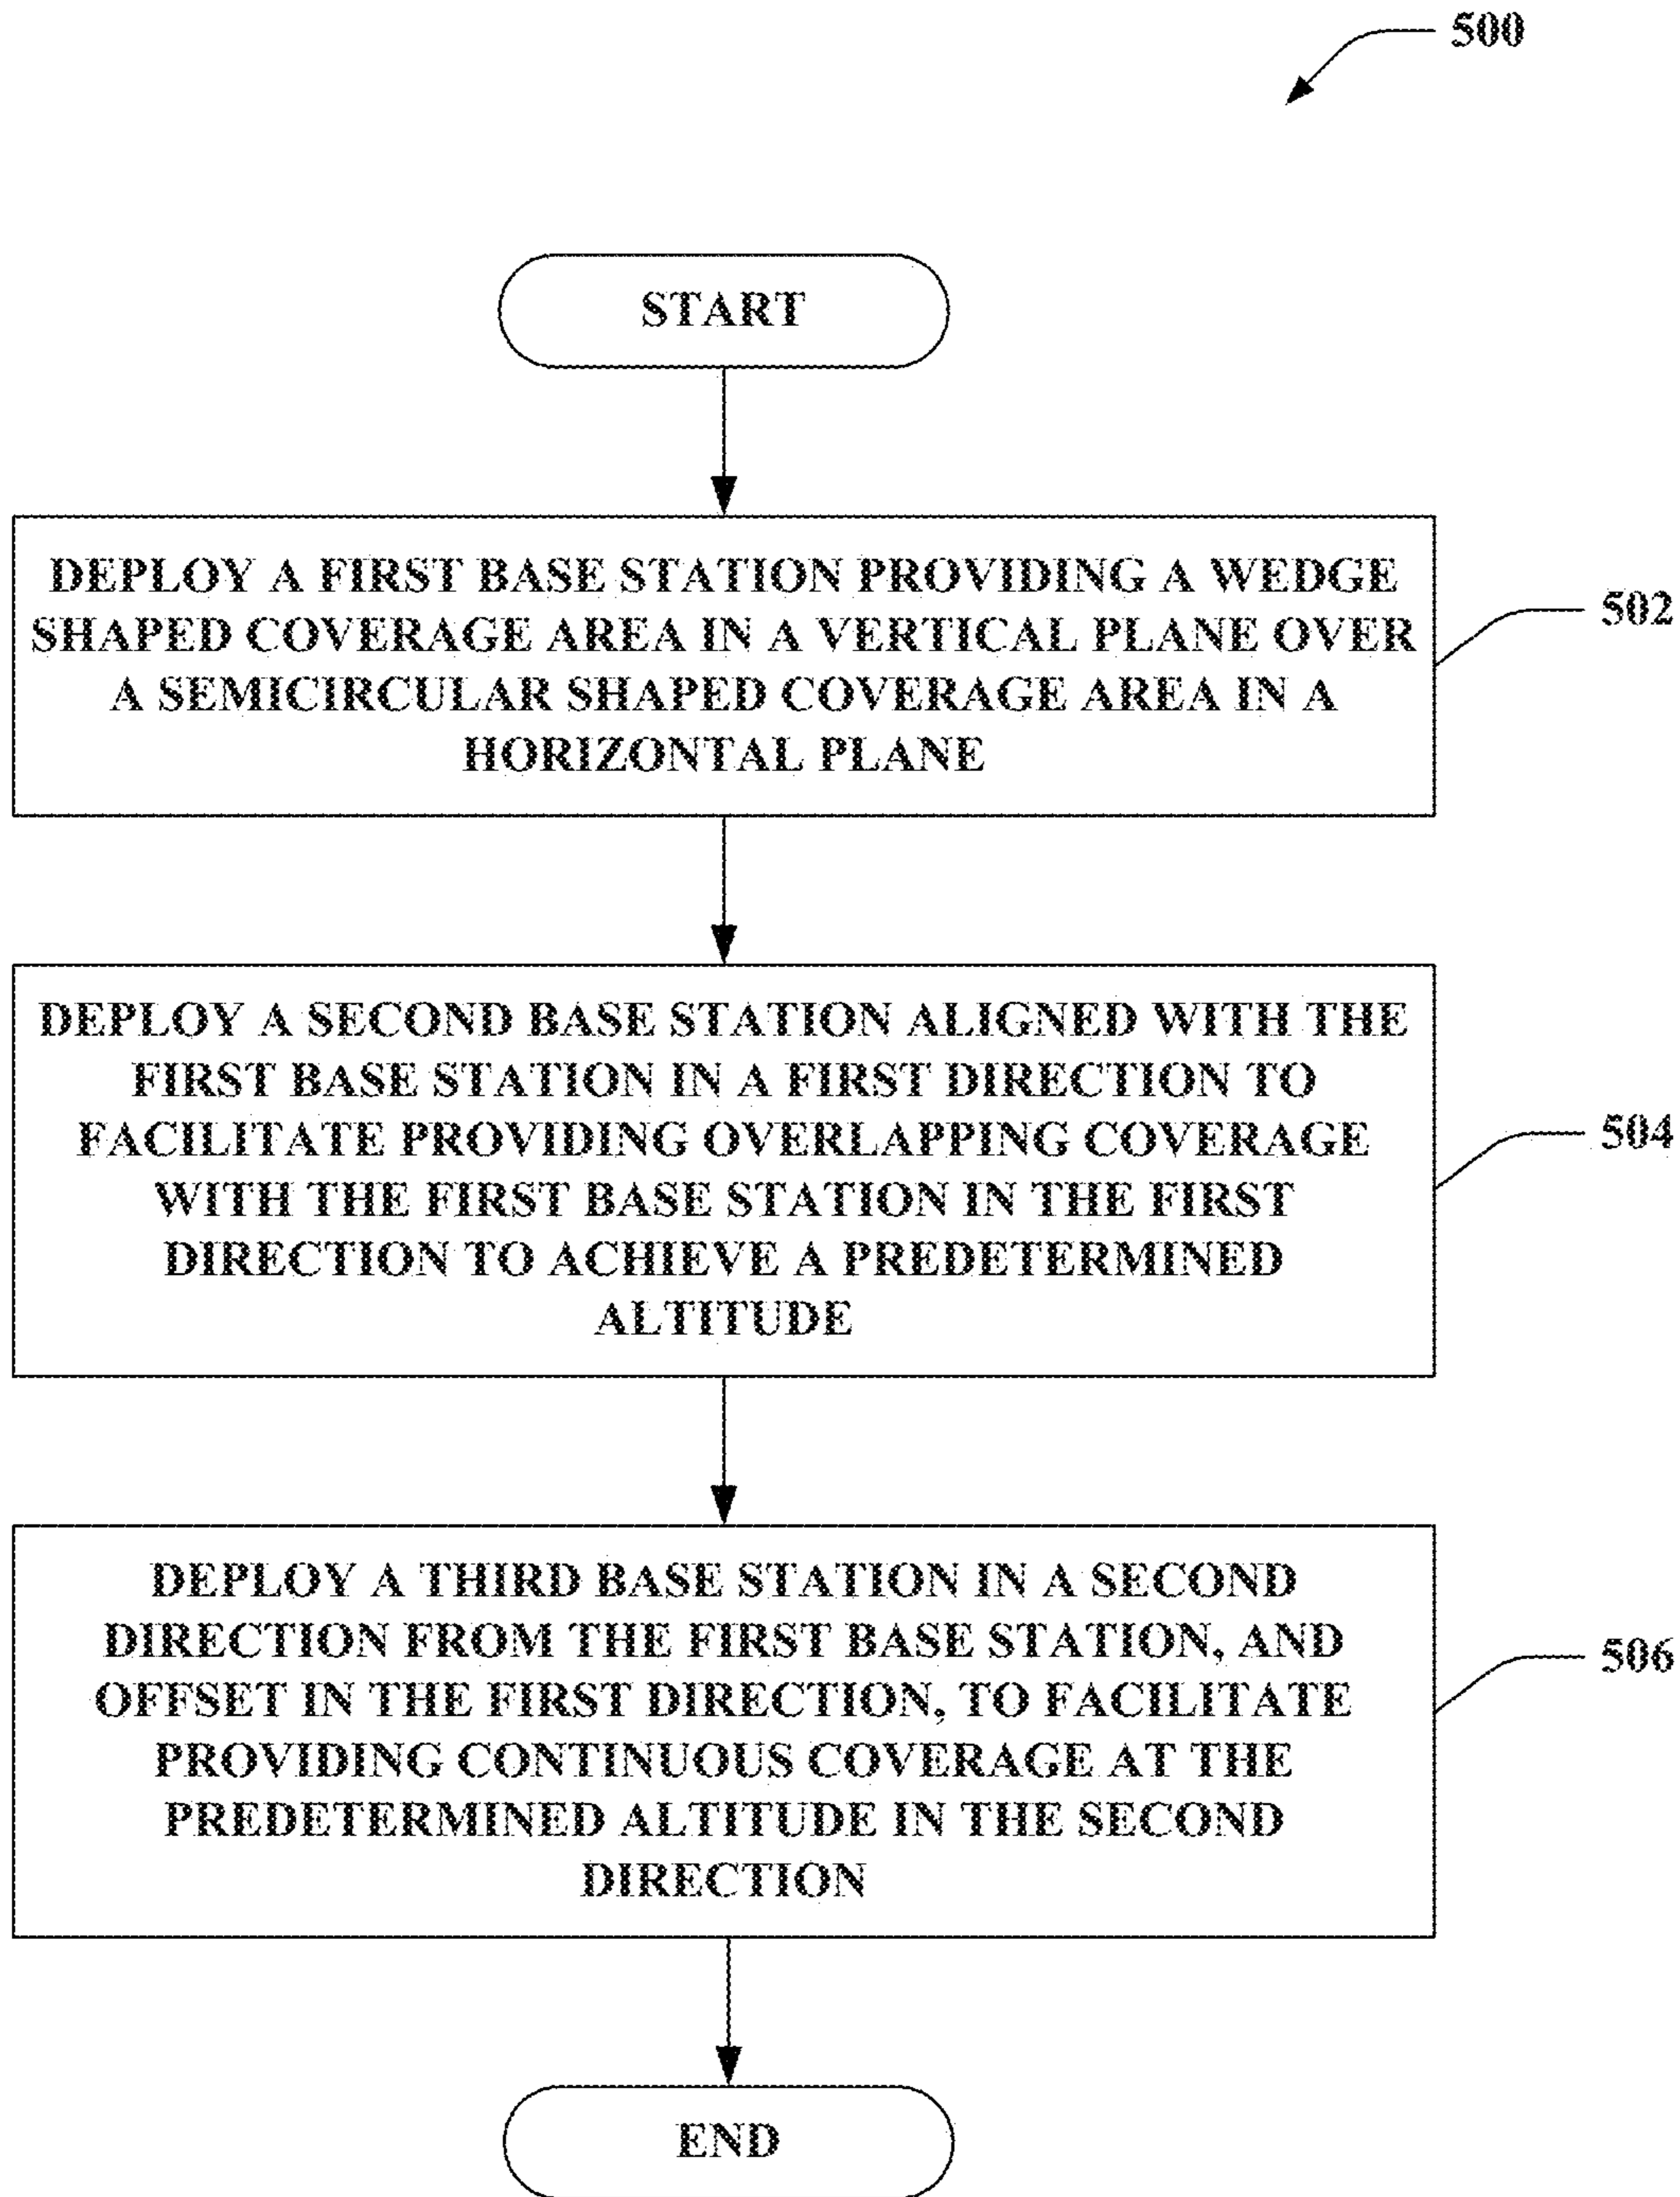 500
START
DEPLOY A FIRST BASE STATION PROVIDING A WEDGE
SHAPED COVERAGE AREA IN A VERTICAL PLANE OVER
A SEMICIRCULAR SHAPED COVERAGE AREA IN A
HORIZONTAL PLANE
502
DEPLOY A SECOND BASE STATION ALIGNED WITH THE
FIRST BASE STATION IN A FIRST DIRECTION TO
FACILITATE PROVIDING OVERLAPPING COVERAGE
WITH THE FIRST BASE STATION IN THE FIRST
DIRECTION TO ACHIEVE A PREDETERMINED
ALTITUDE
504
DEPLOY A THIRD BASE STATION IN A SECOND
DIRECTION FROM THE FIRST BASE STATION, AND
OFFSET IN THE FIRST DIRECTION, TO FACILITATE
PROVIDING CONTINUOUS COVERAGE AT THE
PREDETERMINED ALTITUDE IN THE SECOND
DIRECTION
506
END